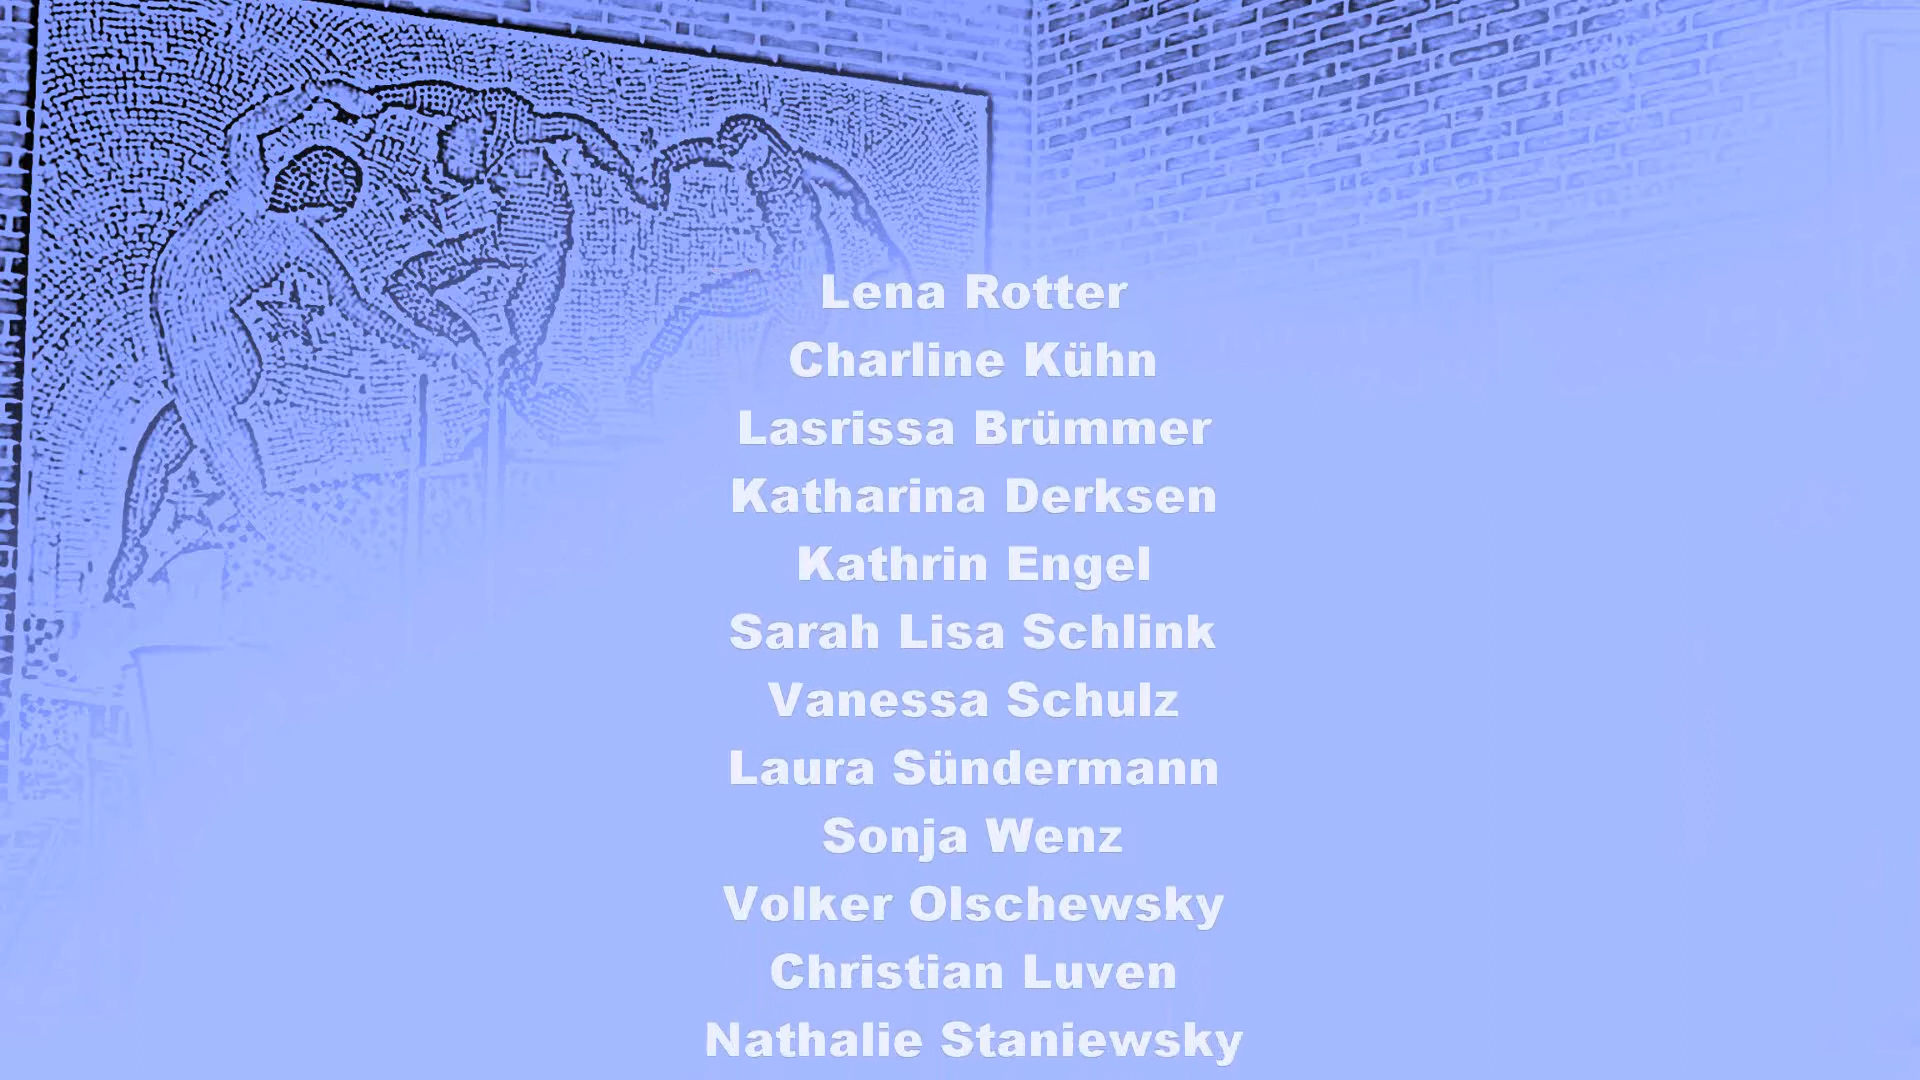 Lena Rotter
Charline Kühn
Lasrissa Brümmer
Katharina Derksen
Kathrin Engel
Sarah Lisa Schlink
Vanessa Schulz
Laura Sündermann
Sonja Wenz
Volker Olschewsky
Christian Luven
Nathalie Staniewsky